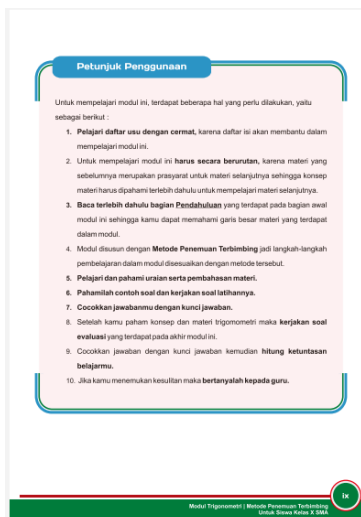 Petunjuk Penggunaan
Untuk mempelajari modul ini, terdapat beberapa hal yang perlu dilakukan, yaitu
sebagai berikut :
1. Pelajari daftar usu dengan cermat, karena daftar isi akan membantu dalam
mempelajari modul ini.
2. Untuk mempelajari modul ini harus secara berurutan, karena materi yang
sebelumnya merupakan prasyarat untuk materi selanjutnya sehingga konsep
materi harus dipahami terlebih dahulu untuk mempelajari materi selanjutnya.
3. Baca terlebih dahulu bagian Pendahuluan yang terdapat pada bagian awal
modul ini sehingga kamu dapat memahami garis besar materi yang terdapat
dalam modul.
4. Modul disusun dengan Metode Penemuan Terbimbing jadi langkah-langkah
pembelajaran dalam modul disesuaikan dengan metode tersebut.
5. Pelajari dan pahami uraian serta pembahasan materi.
6. Pahamilah contoh soal dan kerjakan soal latihannya.
7. Cocokkan jawabanmu dengan kunci jawaban.
8. Setelah kamu paham konsep dan materi trigomometri maka kerjakan soal
evaluasi yang terdapat pada akhir modul ini.
9. Cocokkan jawaban dengan kunci jawaban kemudian hitung ketuntasan
belajarmu.
10. Jika kamu menemukan kesulitan maka bertanyalah kepada guru.
ix
Modul Trigonometri | Metode Penemuan Terbimbing
Untuk Siswa Kelas X SMA